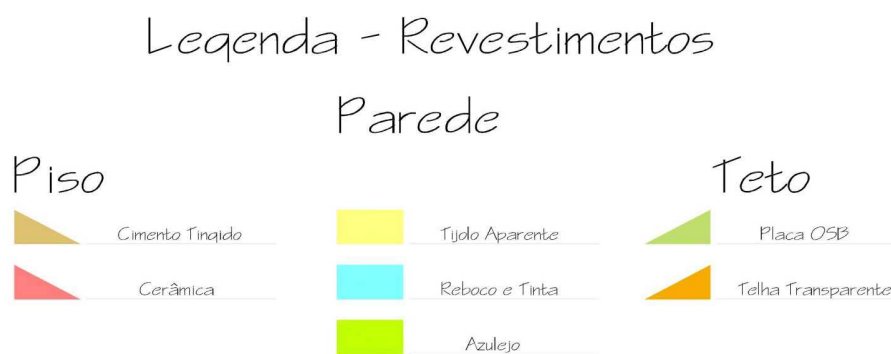 Legenda - Revestimentos
Parede
Piso
Teto
Cimento Tingido
Tijolo Aparente
Placa OSB
Cerâmica
Reboco e Tinta
Telha Transparente
Azulejo